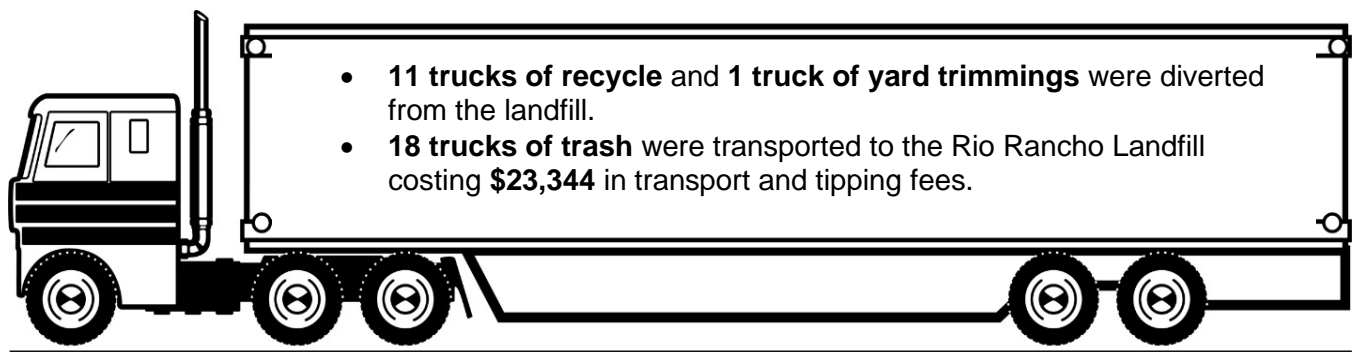 • 11 trucks of recycle and 1 truck of yard trimmings were diverted
from the landfill.
• 18 trucks of trash were transported to the Rio Rancho Landfill
costing $23,344 in transport and tipping fees.